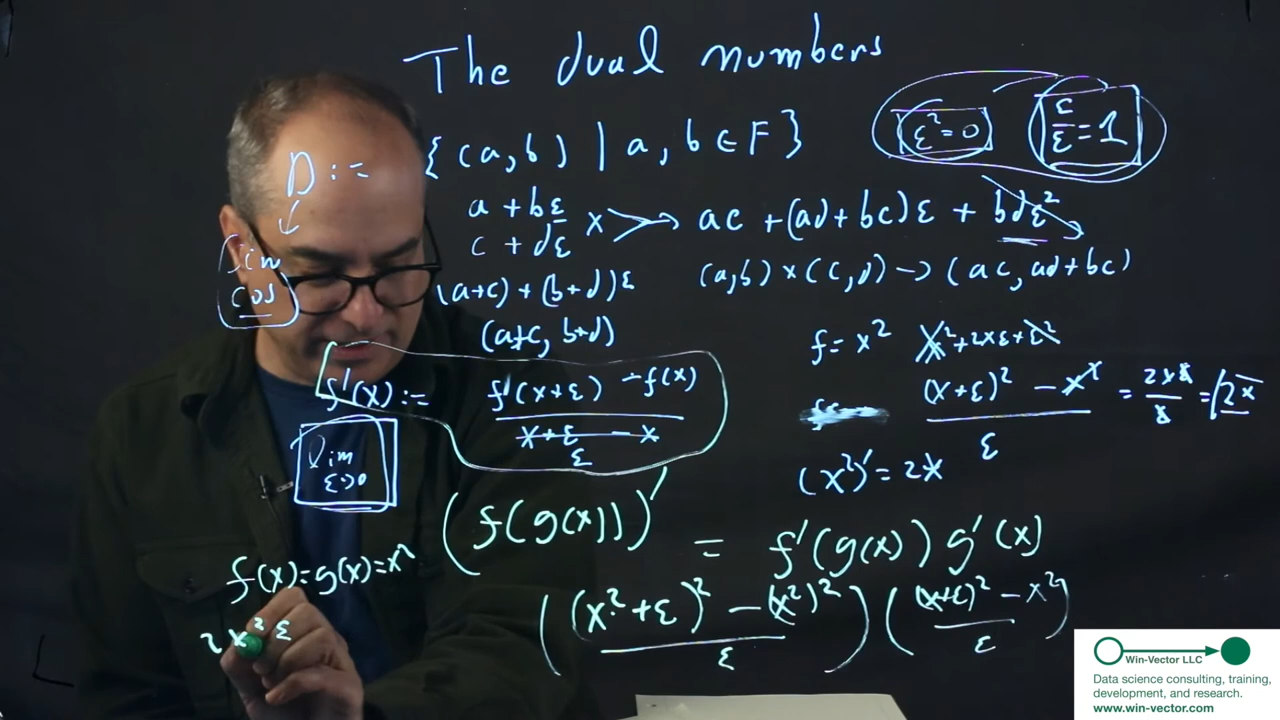 The dual numbers
D := { (a,b) | a, b ∈ F }
ε² = 0
ε/ε = 1
a + bε
c + dε × → ac + (ad + bc) ε + bdε²
sin
cos
(a+c) + (b+d) ε
(a,b) × (c,d) → (ac, ad + bc)
(a+c, b+d)
f = x²
x² + 2xε + ε²
f'(x) := f'(x+ε) - f(x)
x+ε - x
ε
(x+ε)² - x² / ε = 2xε/ε = 2x
lim
ε→0
(x²)' = 2x
(f(g(x)))' = f'(g(x)) g'(x)
f(x) = g(x) = x²
((x² + ε)² - (x²)² / ε) ((x+ε)² - x² / ε)
2x²ε
Win-Vector LLC
Data science consulting, training,
development, and research.
www.win-vector.com